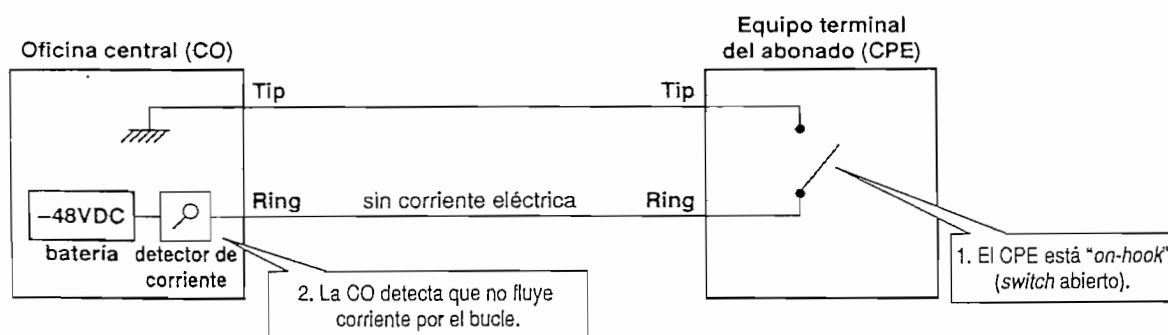 Oficina central (CO)
Equipo terminal
del abonado (CPE)
Tip
Tip
Ring
sin corriente eléctrica
Ring
–48VDC
batería
detector de
corriente
1. El CPE está "on-hook"
(switch abierto).
2. La CO detecta que no fluye
corriente por el bucle.